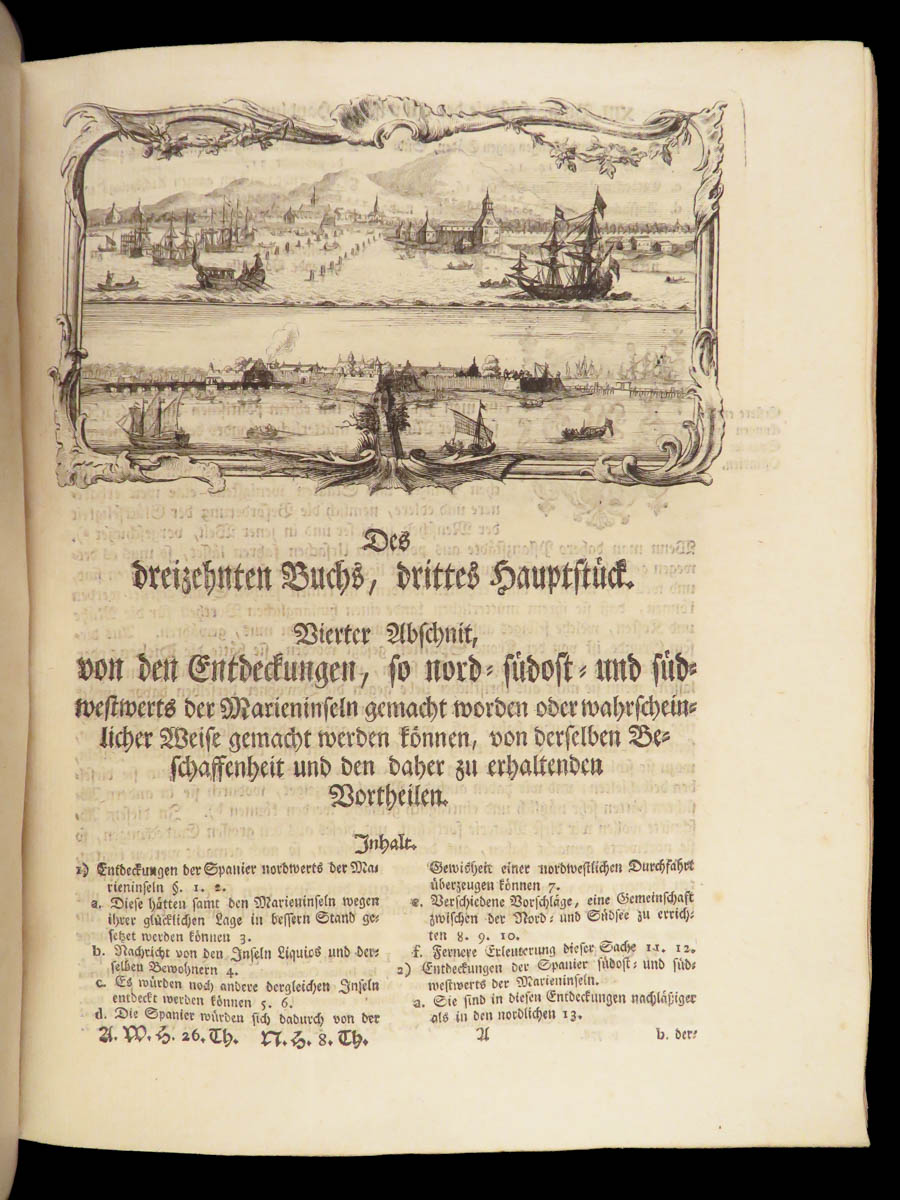 Des
dreizehnten Buchs, drittes Hauptstück.
Vierter Abschnit,
von den Entdeckungen, so nord- südost- und süd-
westwerts der Marieninseln gemacht worden oder wahrschein-
licher Weise gemacht werden können, von derselben Be-
schaffenheit und den daher zu erhaltenden
Vortheilen.
Inhalt.
1) Entdeckungen der Spanier nordwerts der Ma-
rieninseln §. 1. 2.
a. Diese hätten samt den Marieninseln wegen
ihrer glücklichen Lage in bessern Stand ge-
setzet werden können 3.
b. Nachricht von den Inseln Liquios und der-
selben Bewohnern 4.
c. Es würden noch andere dergleichen Inseln
entdeckt werden können 5. 6.
d. Die Spanier würden sich dadurch von der
Gewisheit einer nordwestlichen Durchfahrt
überzeugen können 7.
e. Verschiedene Vorschläge, eine Gemeinschaft
zwischen der Nord- und Südsee zu errich-
ten 8. 9. 10.
f. Fernere Erleuterung dieser Sache 11. 12.
2) Entdeckungen der Spanier südost- und süd-
westwerts der Marieninseln.
a. Sie sind in diesen Entdeckungen nachläßiger
als in den nordlichen 13.
A. W. H. 26. Th. N. H. 8. Th. A b. der-